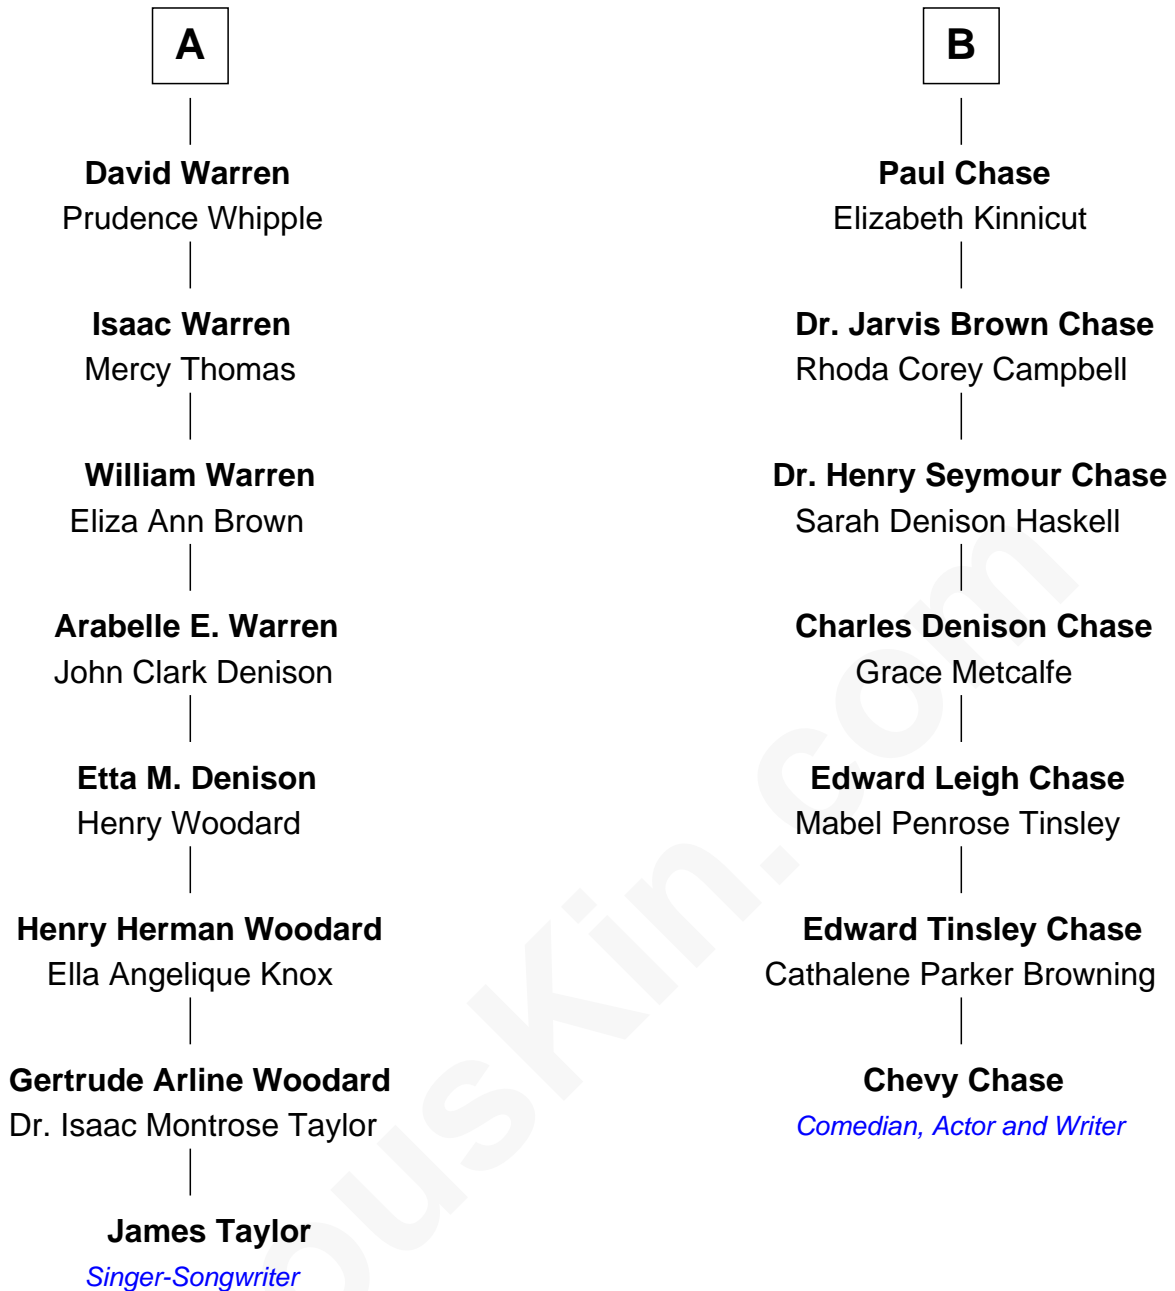 A
David Warren
Prudence Whipple
Isaac Warren
Mercy Thomas
William Warren
Eliza Ann Brown
Arabelle E. Warren
John Clark Denison
Etta M. Denison
Henry Woodard
Henry Herman Woodard
Ella Angelique Knox
Gertrude Arline Woodard
Dr. Isaac Montrose Taylor
James Taylor
Singer-Songwriter
B
Paul Chase
Elizabeth Kinnicut
Dr. Jarvis Brown Chase
Rhoda Corey Campbell
Dr. Henry Seymour Chase
Sarah Denison Haskell
Charles Denison Chase
Grace Metcalfe
Edward Leigh Chase
Mabel Penrose Tinsley
Edward Tinsley Chase
Cathalene Parker Browning
Chevy Chase
Comedian, Actor and Writer
ousKin.com